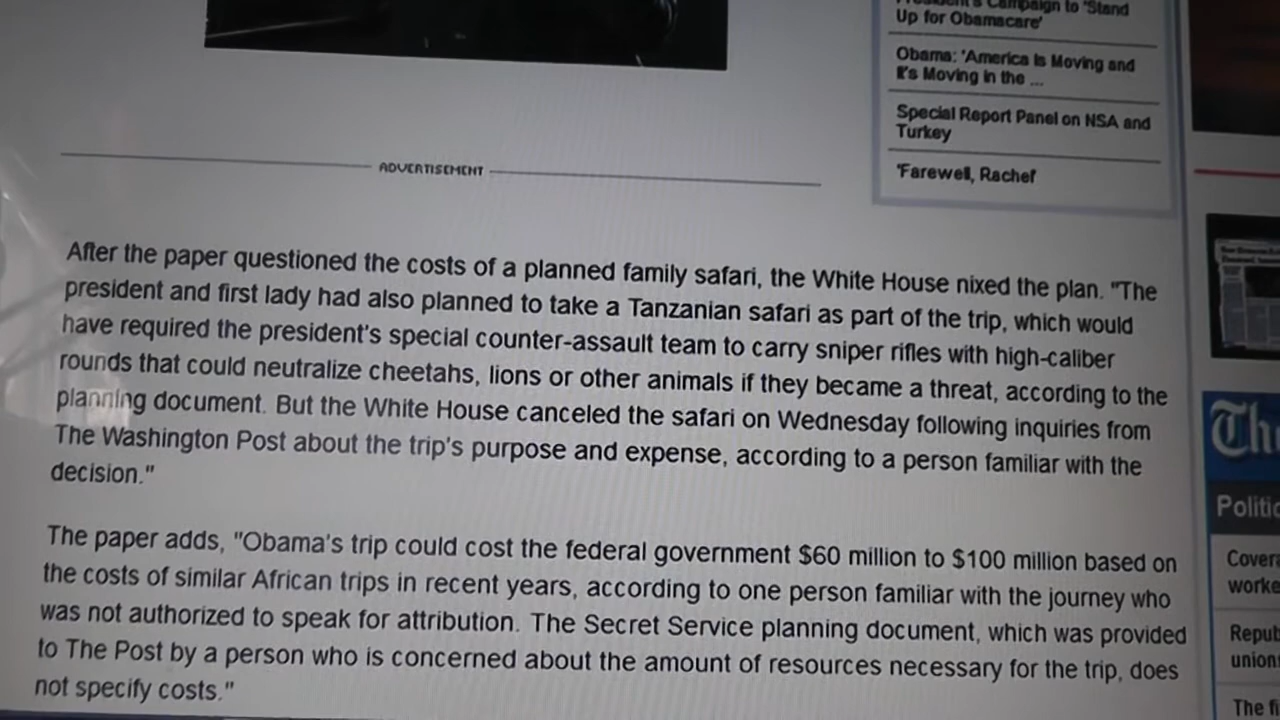 President's Campaign to 'Stand
Up for Obamacare'
Obama: 'America Is Moving and
It's Moving in the ...
Special Report Panel on NSA and
Turkey
'Farewell, Rachel'
ADVERTISEMENT
After the paper questioned the costs of a planned family safari, the White House nixed the plan. "The
president and first lady had also planned to take a Tanzanian safari as part of the trip, which would
have required the president's special counter-assault team to carry sniper rifles with high-caliber
rounds that could neutralize cheetahs, lions or other animals if they became a threat, according to the
planning document. But the White House canceled the safari on Wednesday following inquiries from
The Washington Post about the trip's purpose and expense, according to a person familiar with the
decision."
The paper adds, "Obama's trip could cost the federal government $60 million to $100 million based on
the costs of similar African trips in recent years, according to one person familiar with the journey who
was not authorized to speak for attribution. The Secret Service planning document, which was provided
to The Post by a person who is concerned about the amount of resources necessary for the trip, does
not specify costs."
Th
Politic
Cover
worke
Repub
union
The f